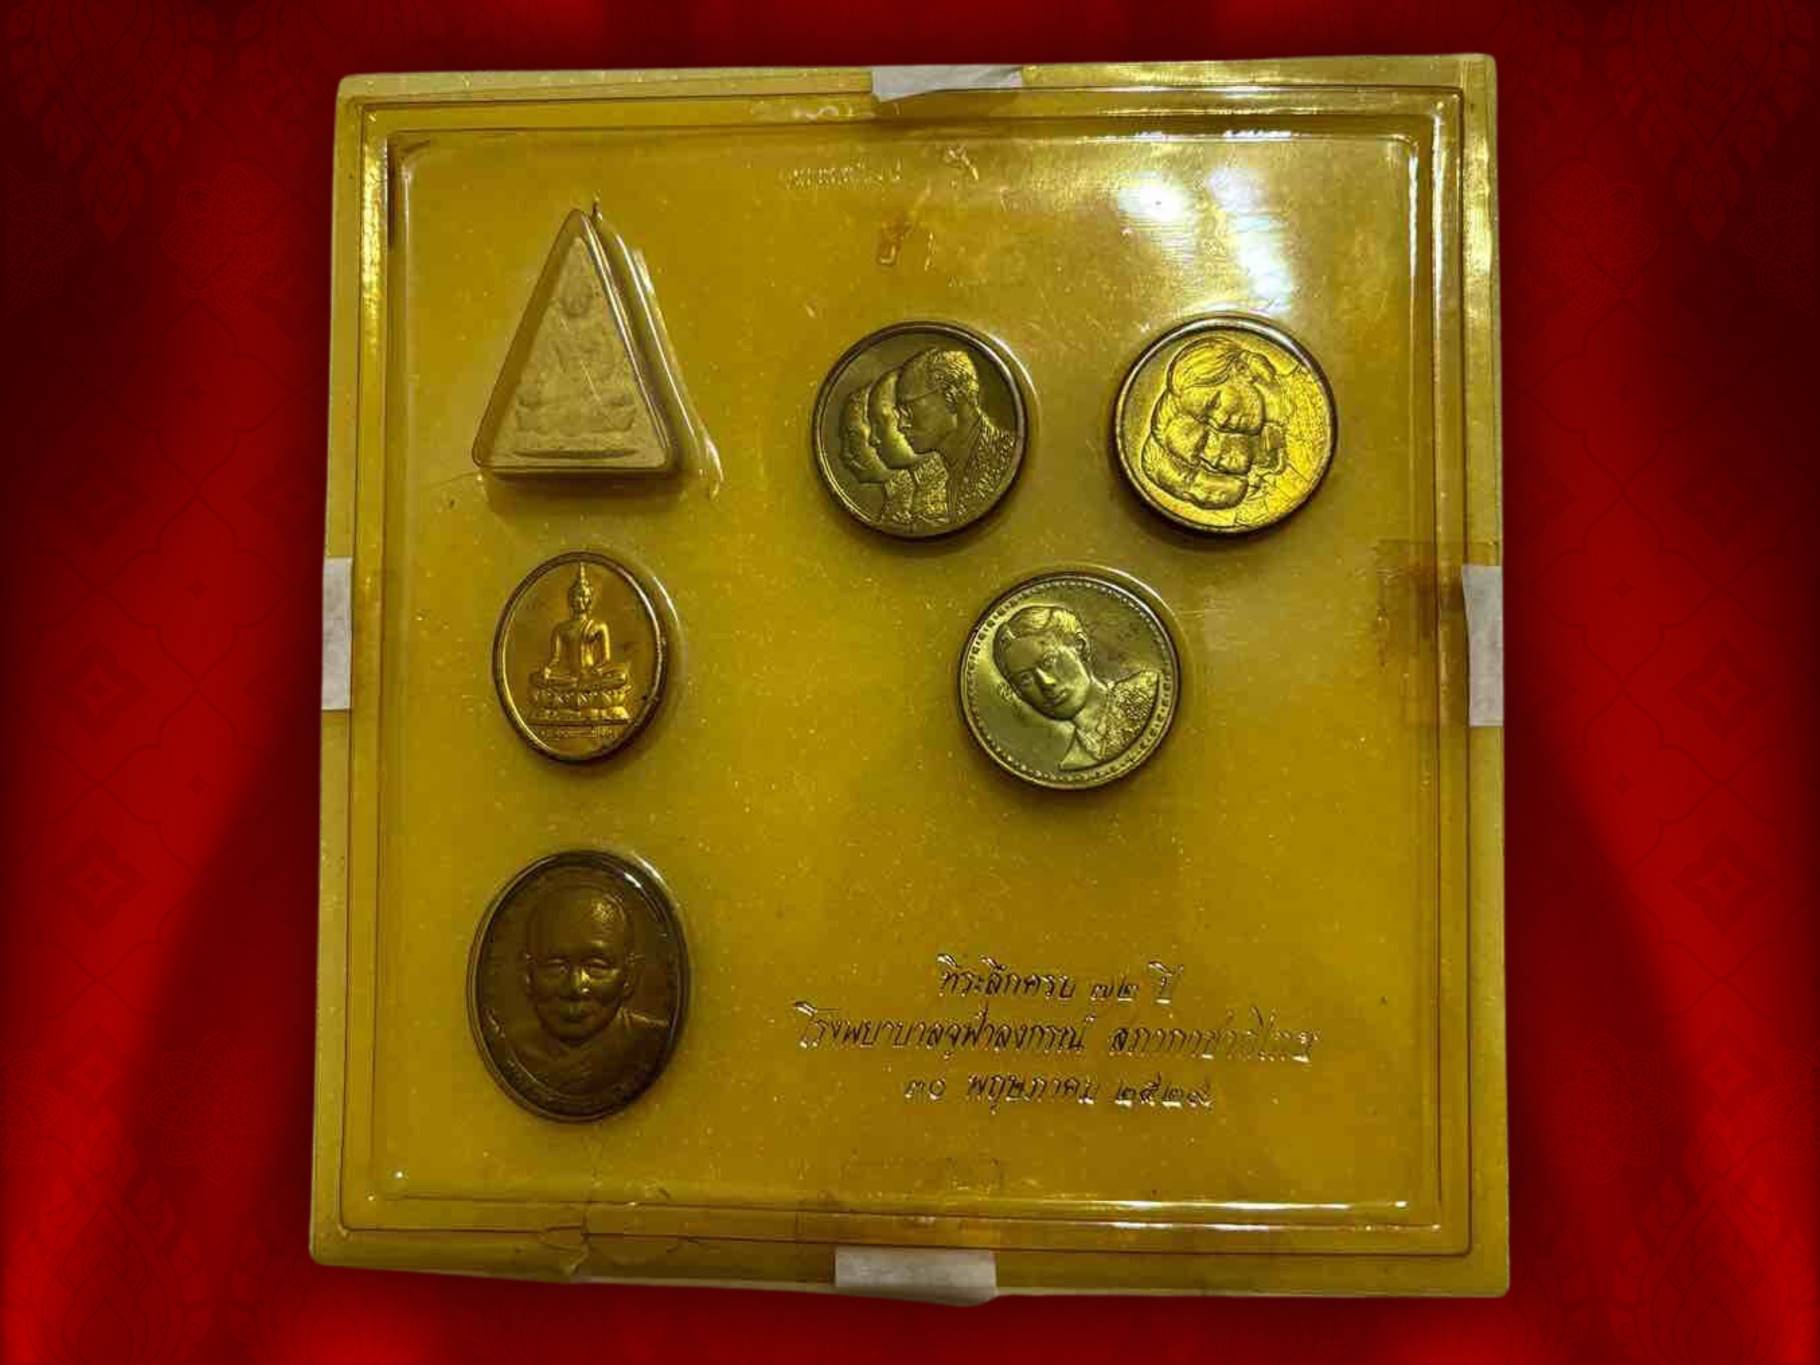 ที่ระลึกครบ ๗๒ ปี
โรงพยาบาลจุฬาลงกรณ์ สภากาชาดไทย
๓๐ พฤษภาคม ๒๕๒๙